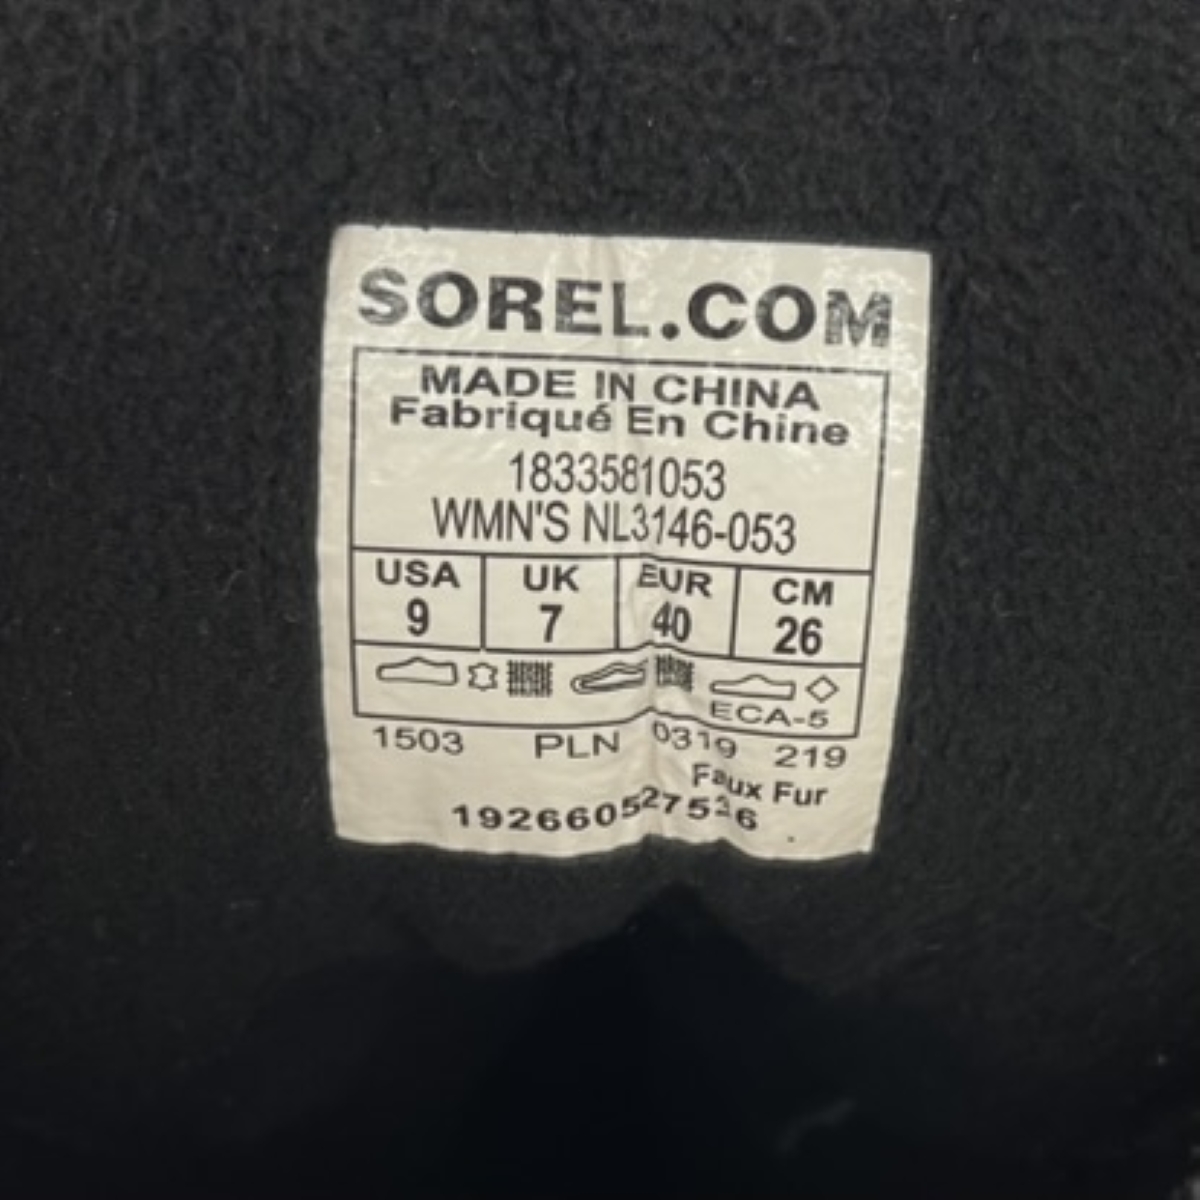 SOREL.COM
MADE IN CHINA
Fabriqué En Chine
1833581053
WMN'S NL3146-053
USA UK EUR CM
9 7 40 26
ECA-5
1503 PLN 0319 219
Faux Fur